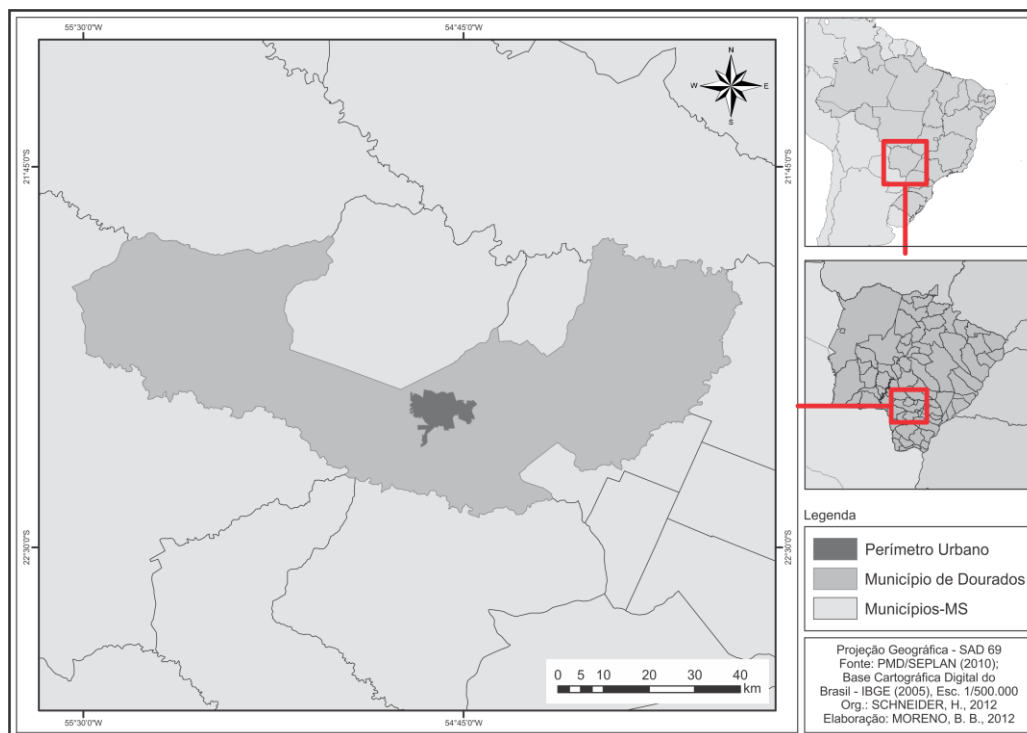 55°30'0"W
54°45'0"W
N
W
E
S
21°45'0"S
21°45'0"S
22°30'0"S
22°30'0"S
0 5 10 20 30 40
km
55°30'0"W
54°45'0"W
Legenda
Perímetro Urbano
Município de Dourados
Municípios-MS
Projeção Geográfica - SAD 69
Fonte: PMD/SEPLAN (2010);
Base Cartográfica Digital do
Brasil - IBGE (2005), Esc. 1/500.000
Org.: SCHNEIDER, H., 2012
Elaboração: MORENO, B. B., 2012